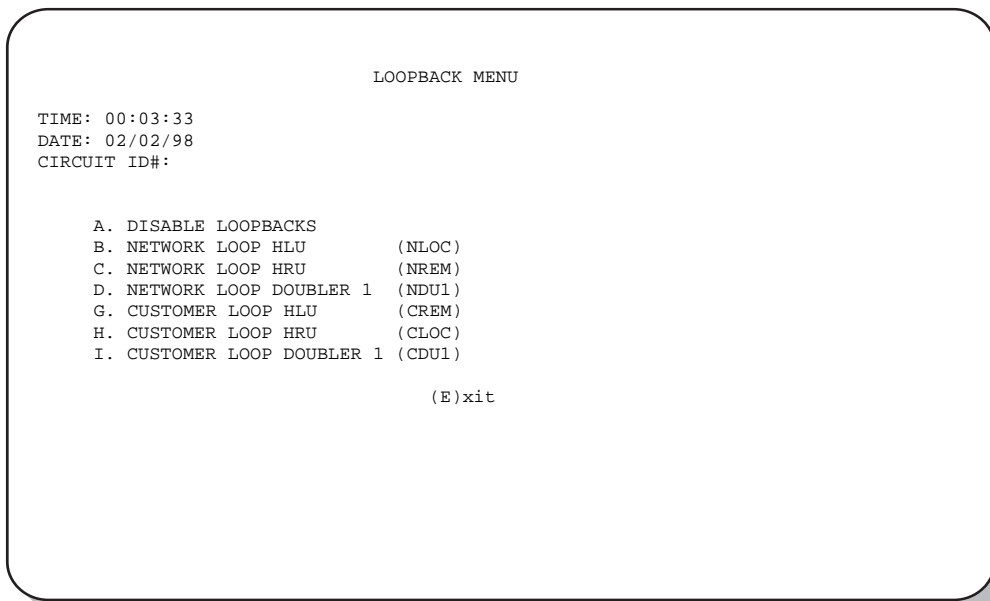 LOOPBACK MENU
TIME: 00:03:33
DATE: 02/02/98
CIRCUIT ID#:
A. DISABLE LOOPBACKS
B. NETWORK LOOP HLU (NLOC)
C. NETWORK LOOP HRU (NREM)
D. NETWORK LOOP DOUBLER 1 (NDU1)
G. CUSTOMER LOOP HLU (CREM)
H. CUSTOMER LOOP HRU (CLOC)
I. CUSTOMER LOOP DOUBLER 1 (CDU1)
(E)xit